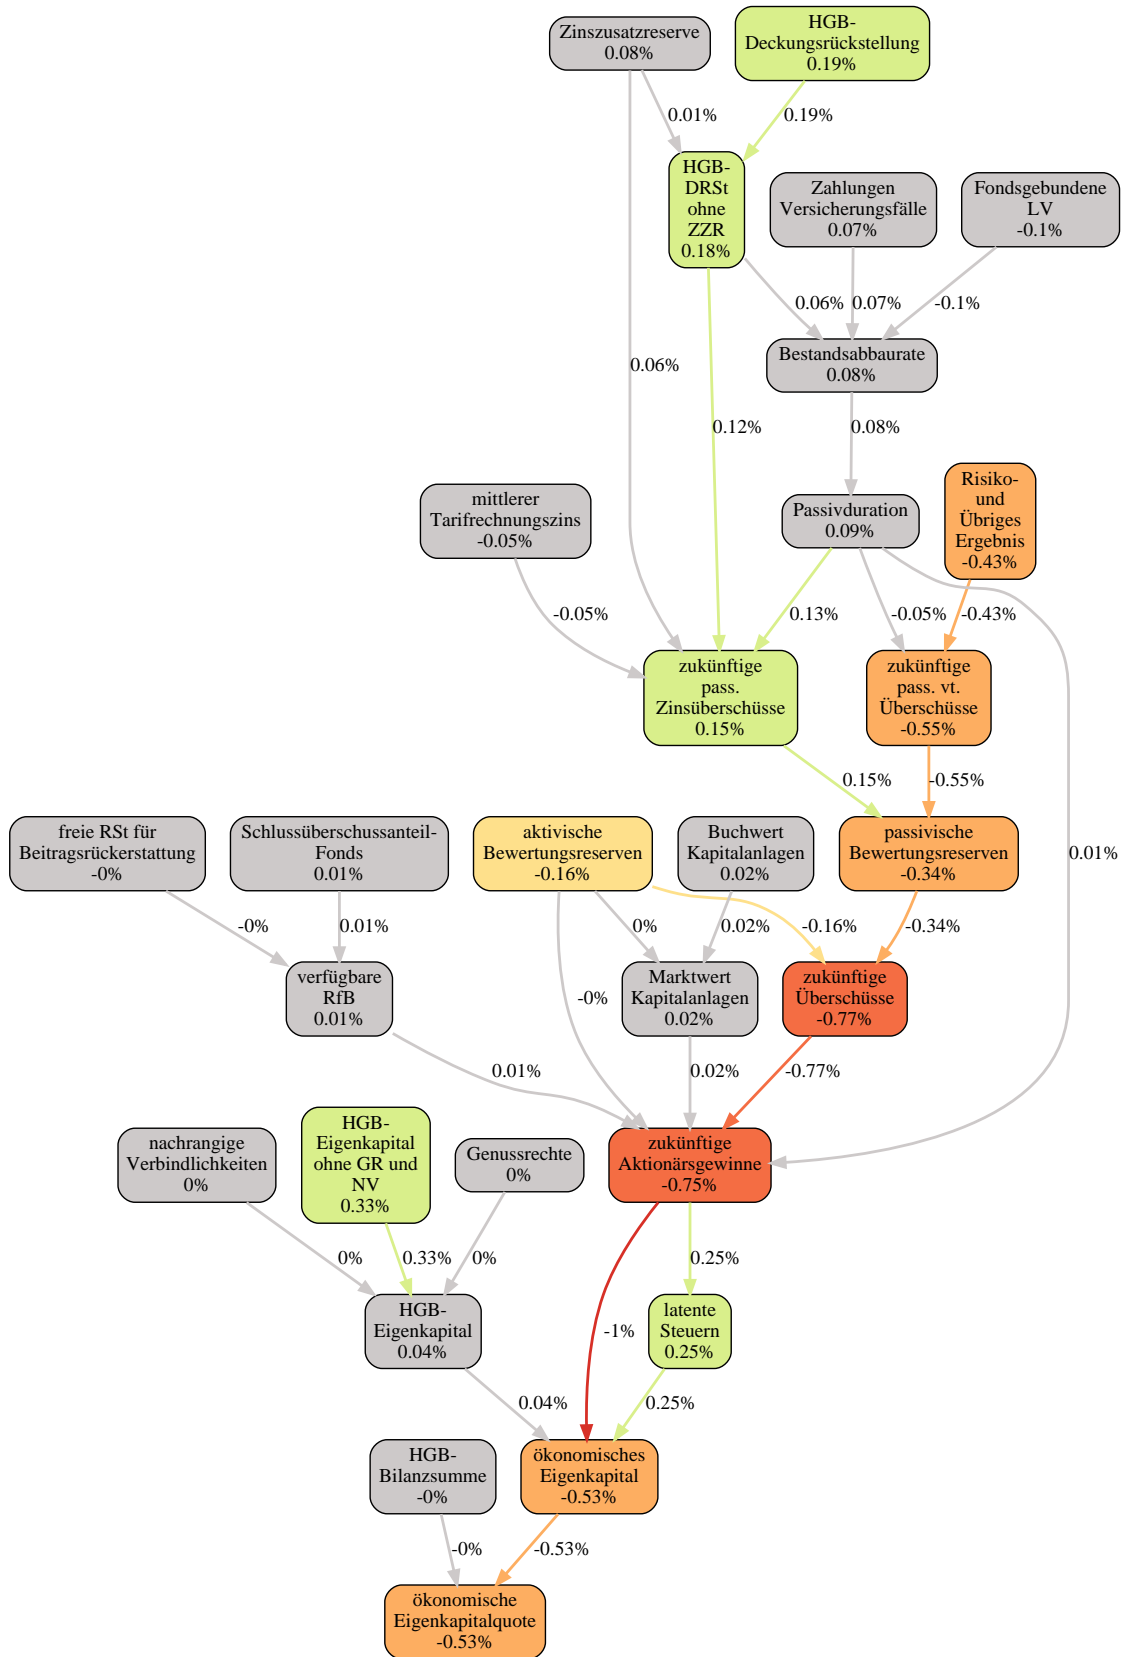 Zinszusatzreserve
0.08%
HGB-
Deckungsrückstellung
0.19%
0.01%
0.19%
HGB-
DRSt
ohne
ZZR
0.18%
Zahlungen
Versicherungsfälle
0.07%
Fondsgebundene
LV
-0.1%
0.06%
0.07%
-0.1%
Bestandsabbaurate
0.08%
0.06%
0.12%
0.08%
mittlerer
Tarifrechnungszins
-0.05%
Passivduration
0.09%
Risiko-
und
Übriges
Ergebnis
-0.43%
-0.05%
0.13%
-0.05%
-0.43%
zukünftige
pass.
Zinsüberschüsse
0.15%
zukünftige
pass. vt.
Überschüsse
-0.55%
0.15%
-0.55%
freie RSt für
Beitragsrückerstattung
-0%
Schlussüberschussanteil-
Fonds
0.01%
aktivische
Bewertungsreserven
-0.16%
Buchwert
Kapitalanlagen
0.02%
passivische
Bewertungsreserven
-0.34%
0.01%
-0%
0.01%
0%
0.02%
-0.16%
-0.34%
verfügbare
RfB
0.01%
-0%
Marktwert
Kapitalanlagen
0.02%
zukünftige
Überschüsse
-0.77%
0.01%
0.02%
-0.77%
nachrangige
Verbindlichkeiten
0%
HGB-
Eigenkapital
ohne GR und
NV
0.33%
Genussrechte
0%
zukünftige
Aktionärsgewinne
-0.75%
0%
0.33%
0%
0.25%
HGB-
Eigenkapital
0.04%
-1%
latente
Steuern
0.25%
0.04%
0.25%
HGB-
Bilanzsumme
-0%
ökonomisches
Eigenkapital
-0.53%
-0%
-0.53%
ökonomische
Eigenkapitalquote
-0.53%